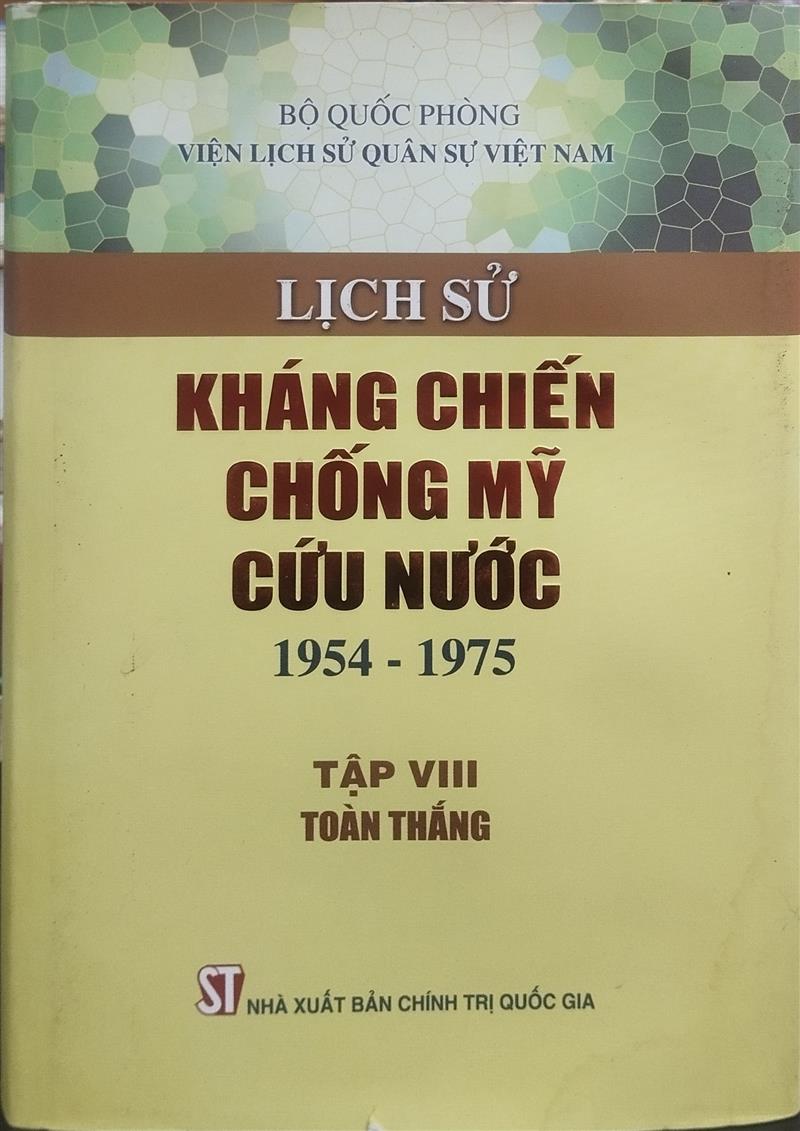 BỘ QUỐC PHÒNG
VIỆN LỊCH SỬ QUÂN SỰ VIỆT NAM
LỊCH SỬ
KHÁNG CHIẾN
CHỐNG MỸ
CỨU NƯỚC
1954 - 1975
TẬP VIII
TOÀN THẮNG
ST NHÀ XUẤT BẢN CHÍNH TRỊ QUỐC GIA